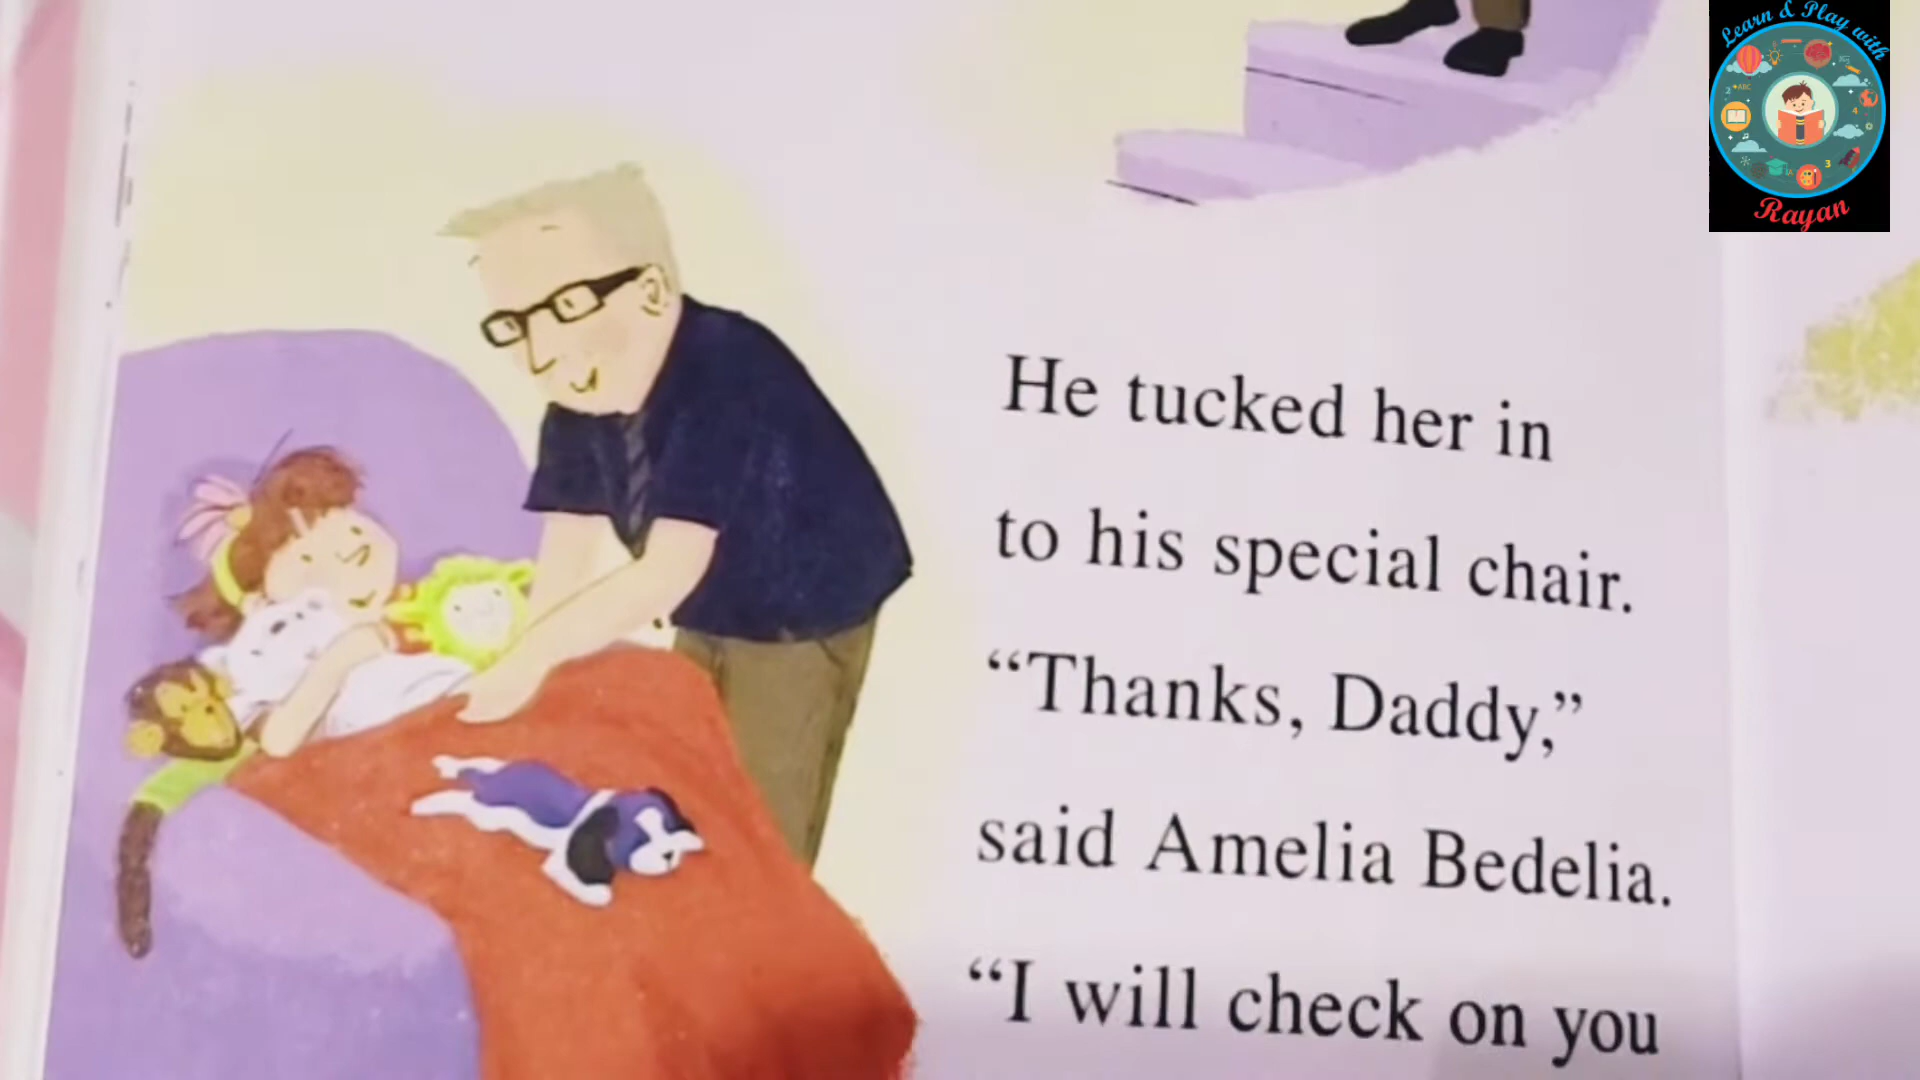 Learn & Play with
Rayan
He tucked her in
to his special chair.
“Thanks, Daddy,”
said Amelia Bedelia.
“I will check on you